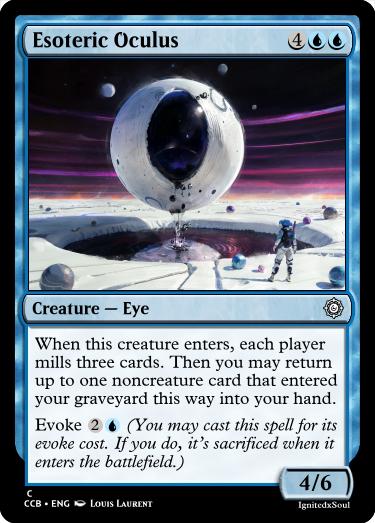 Esoteric Oculus 4
Creature — Eye
When this creature enters, each player
mills three cards. Then you may return
up to one noncreature card that entered
your graveyard this way into your hand.
Evoke 2 (You may cast this spell for its
evoke cost. If you do, it's sacrificed when it
enters the battlefield.)
4/6
C
CCB • ENG Louis Laurent
IgnitedxSoul